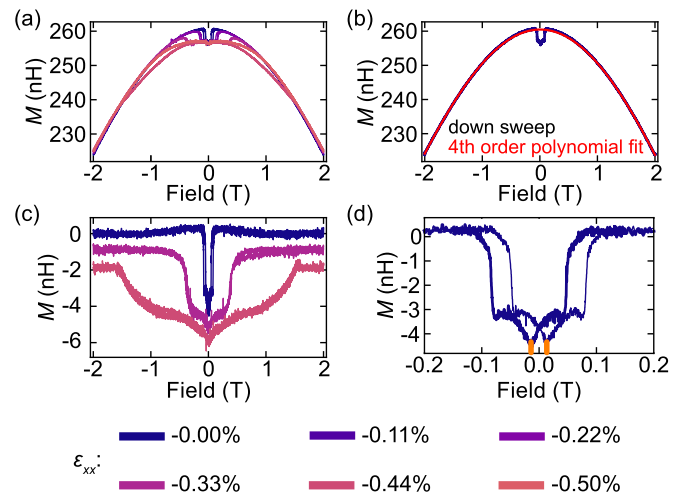 (a)
(b)
260
250
240
230
M (nH)
-2
-1
0
1
2
Field (T)
260
250
240
230
M (nH)
down sweep
4th order polynomial fit
-2
-1
0
1
2
Field (T)
(c)
(d)
0
-2
-4
-6
M (nH)
-2
-1
0
1
2
Field (T)
0
-1
-2
-3
-4
M (nH)
-0.2
-0.1
0.0
0.1
0.2
Field (T)
εxx:
-0.00%
-0.11%
-0.22%
-0.33%
-0.44%
-0.50%